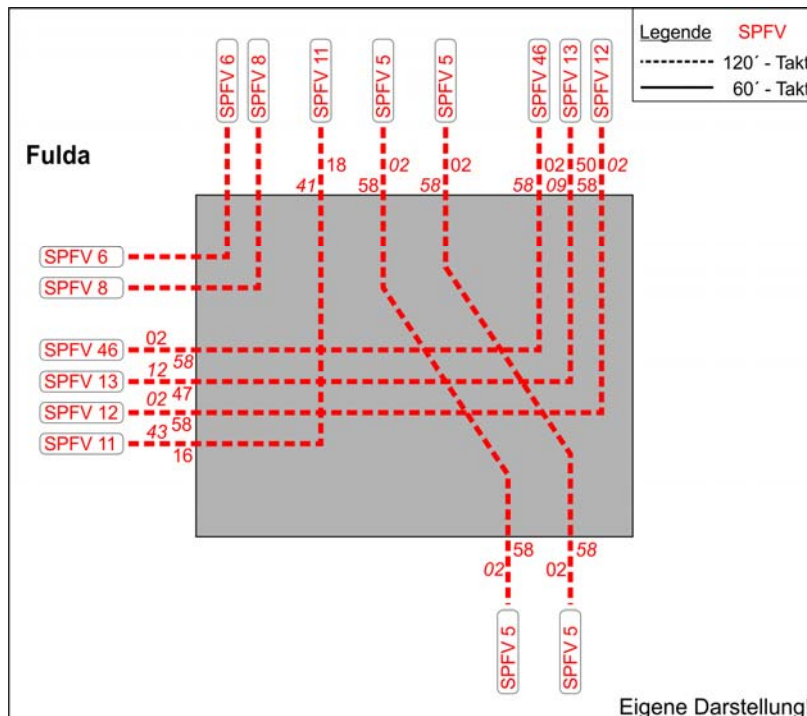 Legende SPFV
120´ - Takt
60´ - Takt
SPFV 6
SPFV 8
SPFV 11
SPFV 5
SPFV 5
SPFV 46
SPFV 13
SPFV 12
Fulda
18 02 02 02 50 02
41 58 58 58 09 58
SPFV 6
SPFV 8
02
SPFV 46
58
12
SPFV 13
47
02
SPFV 12
58
43
SPFV 11
16
58 58
02 02
SPFV 5
SPFV 5
Eigene Darstellung